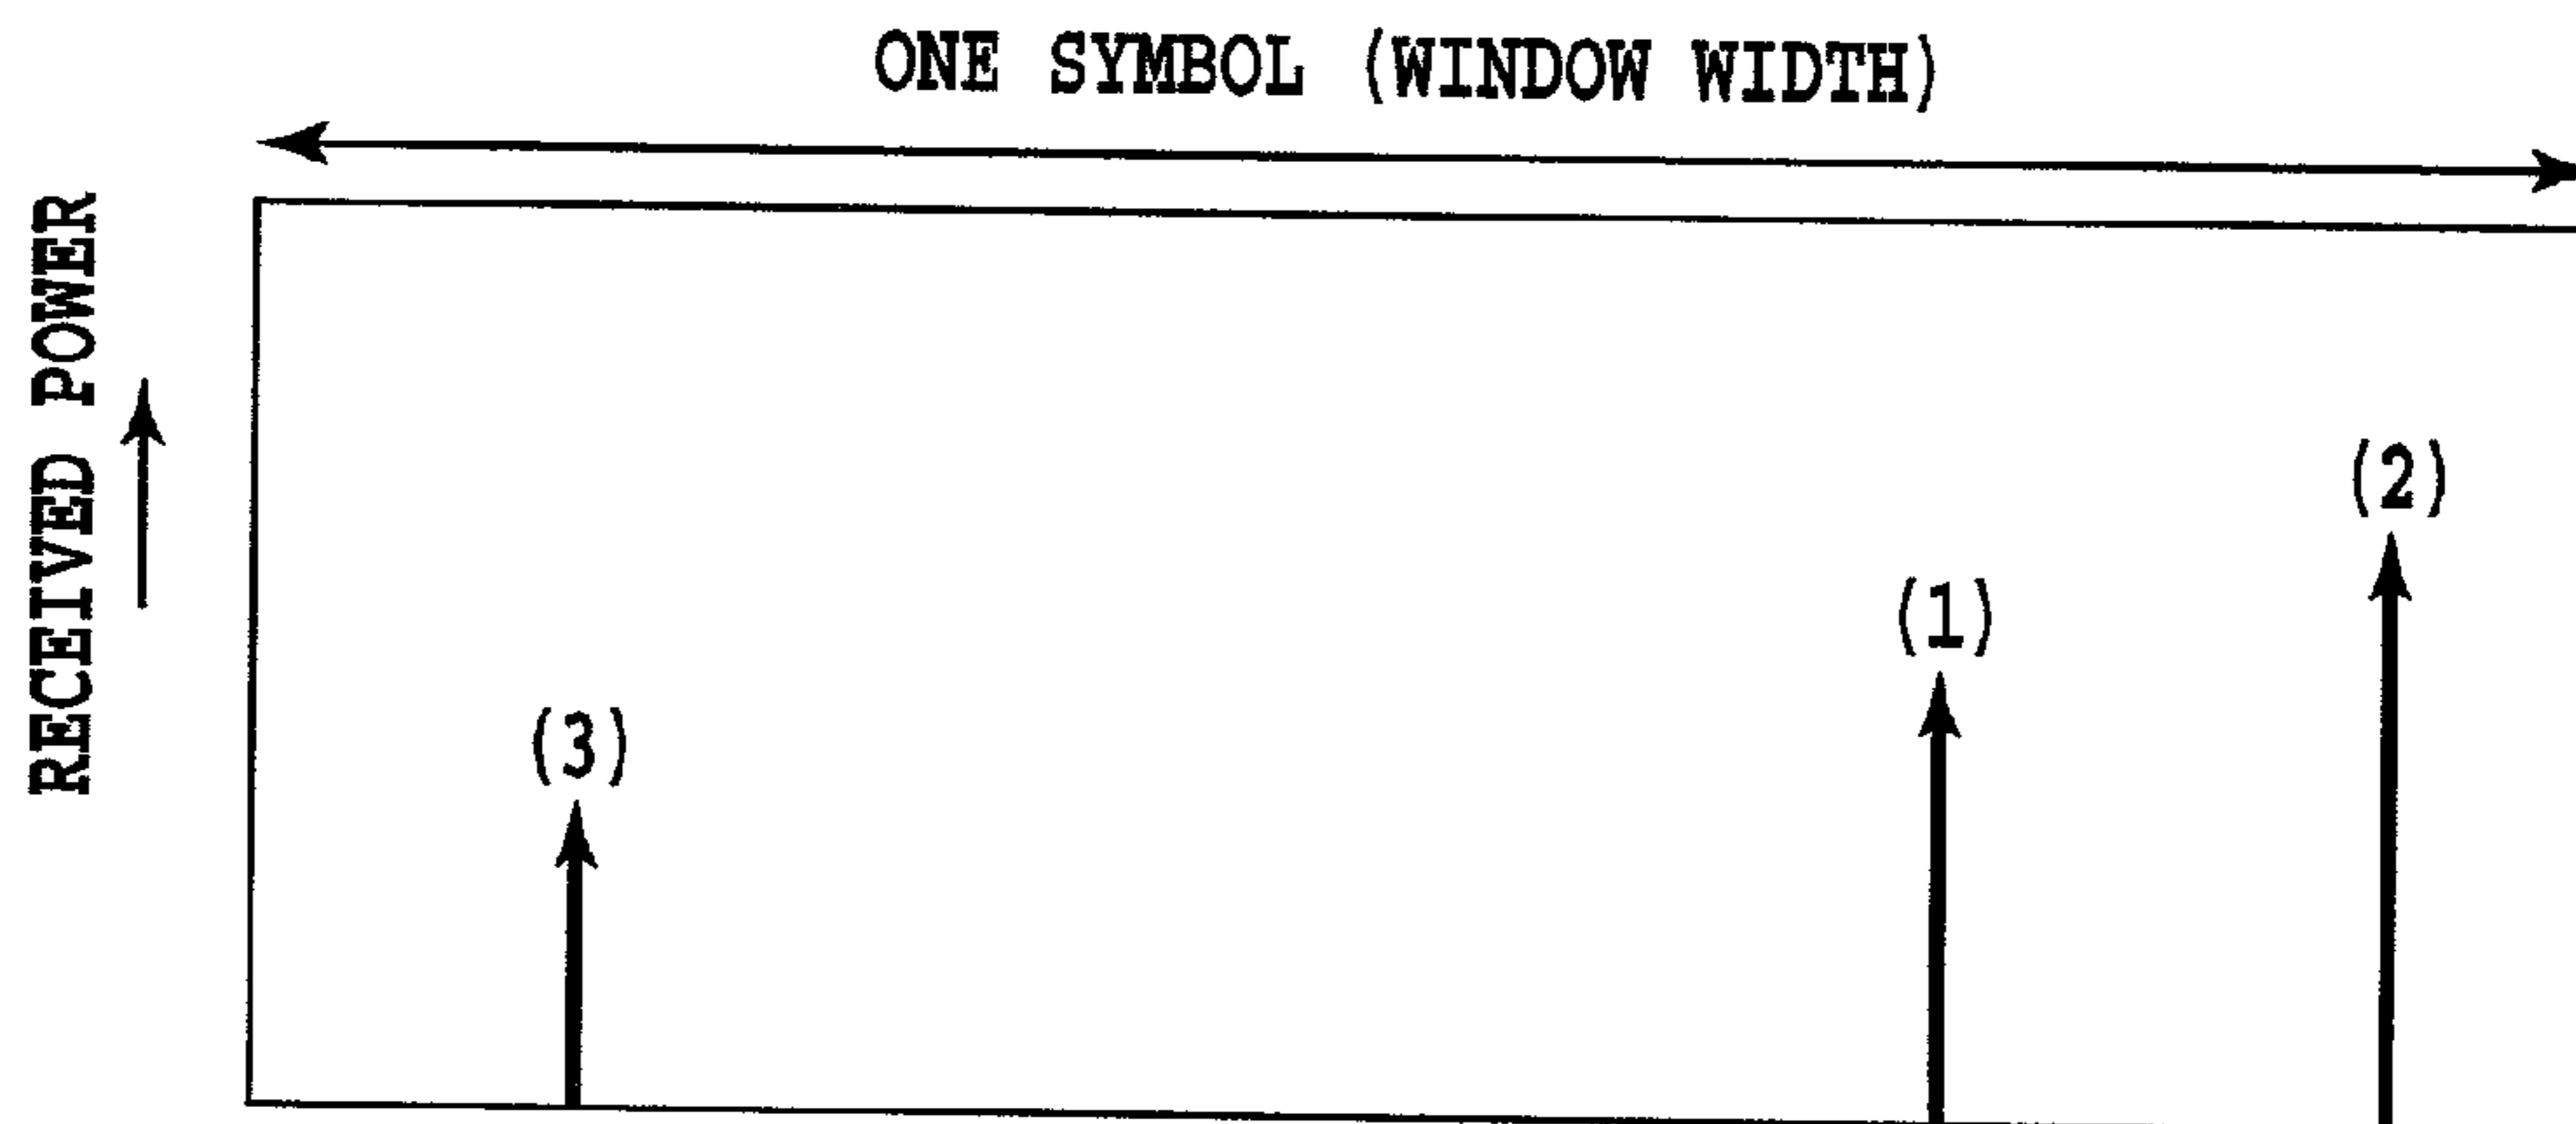 ONE SYMBOL (WINDOW WIDTH)
RECEIVED POWER
(2)
(1)
(3)